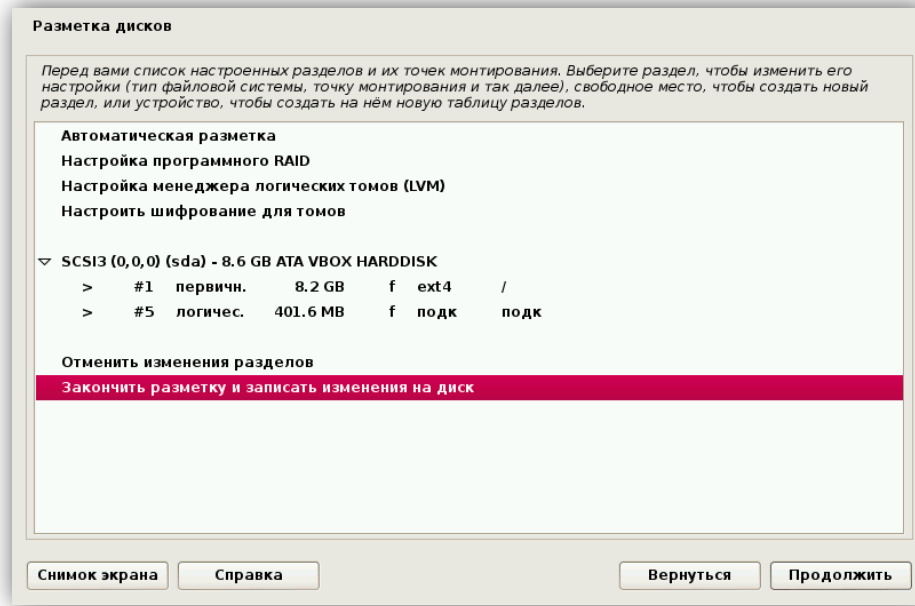 Разметка дисков
Перед вами список настроенных разделов и их точек монтирования. Выберите раздел, чтобы изменить его
настройки (тип файловой системы, точку монтирования и так далее), свободное место, чтобы создать новый
раздел, или устройство, чтобы создать на нём новую таблицу разделов.
Автоматическая разметка
Настройка программного RAID
Настройка менеджера логических томов (LVM)
Настроить шифрование для томов
SCSI3 (0,0,0) (sda) - 8.6 GB ATA VBOX HARDDISK
> #1 первичн. 8.2 GB f ext4 /
> #5 логичес. 401.6 MB f подк подк
Отменить изменения разделов
Закончить разметку и записать изменения на диск
Снимок экрана Справка Вернуться Продолжить